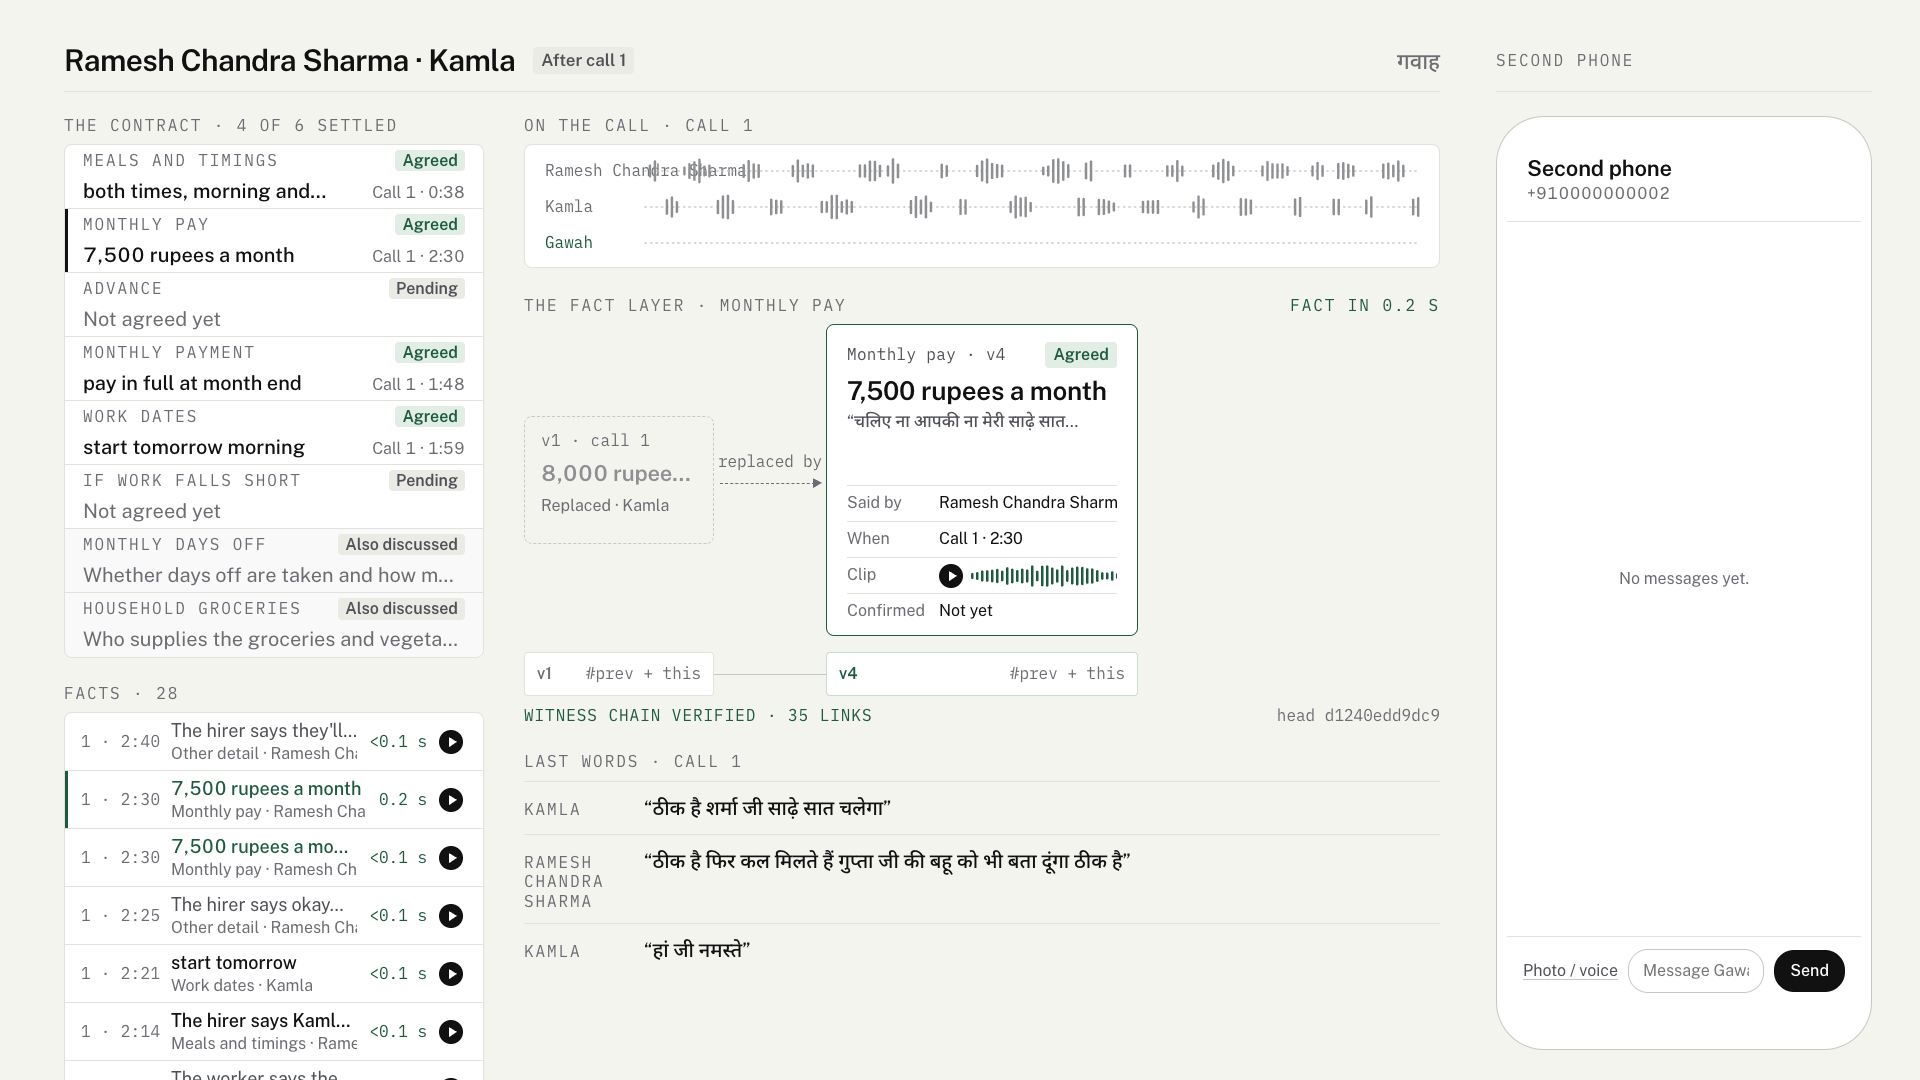 Ramesh Chandra Sharma · Kamla
After call 1
गवाह
THE CONTRACT · 4 OF 6 SETTLED
MEALS AND TIMINGS
Agreed
both times, morning and...
Call 1 · 0:38
MONTHLY PAY
Agreed
7,500 rupees a month
Call 1 · 2:30
ADVANCE
Pending
Not agreed yet
MONTHLY PAYMENT
Agreed
pay in full at month end
Call 1 · 1:48
WORK DATES
Agreed
start tomorrow morning
Call 1 · 1:59
IF WORK FALLS SHORT
Pending
Not agreed yet
MONTHLY DAYS OFF
Also discussed
Whether days off are taken and how m...
HOUSEHOLD GROCERIES
Also discussed
Who supplies the groceries and vegeta...
FACTS · 28
1 · 2:40
The hirer says they'll...
Other detail · Ramesh Cha
<0.1 s
1 · 2:30
7,500 rupees a month
Monthly pay · Ramesh Cha
0.2 s
1 · 2:30
7,500 rupees a mo...
Monthly pay · Ramesh Ch
<0.1 s
1 · 2:25
The hirer says okay...
Other detail · Ramesh Cha
<0.1 s
1 · 2:21
start tomorrow
Work dates · Kamla
<0.1 s
1 · 2:14
The hirer says Kaml...
Meals and timings · Rame
<0.1 s
The worker says the
ON THE CALL · CALL 1
Ramesh Chandra Sharma
Kamla
Gawah
THE FACT LAYER · MONTHLY PAY
FACT IN 0.2 S
v1 · call 1
8,000 rupee...
Replaced · Kamla
replaced by
Monthly pay · v4
Agreed
7,500 rupees a month
“चलिए ना आपकी ना मेरी साढ़े सात...
Said by
Ramesh Chandra Sharm
When
Call 1 · 2:30
Clip
Confirmed
Not yet
v1
#prev + this
v4
#prev + this
WITNESS CHAIN VERIFIED · 35 LINKS
head d1240edd9dc9
LAST WORDS · CALL 1
KAMLA
“ठीक है शर्मा जी साढ़े सात चलेगा”
RAMESH
CHANDRA
SHARMA
“ठीक है फिर कल मिलते हैं गुप्ता जी की बहू को भी बता दूंगा ठीक है”
KAMLA
“हां जी नमस्ते”
SECOND PHONE
Second phone
+910000000002
No messages yet.
Photo / voice
Message Gawa
Send